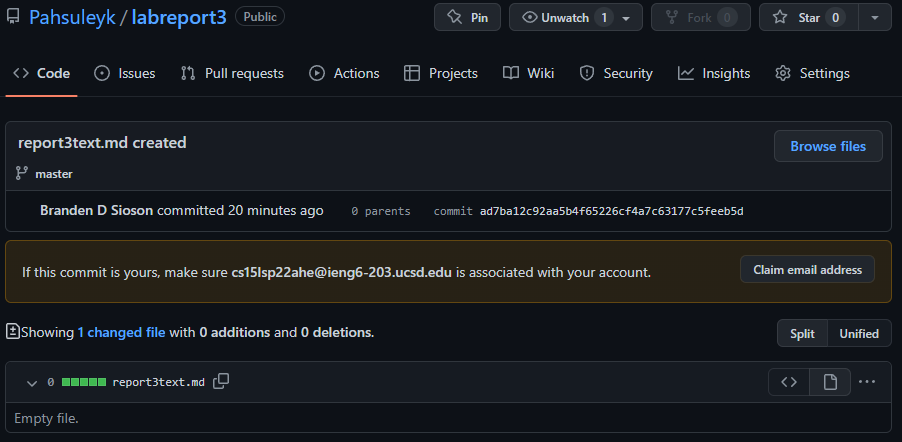 Pahsuleyk / labreport3 Public Pin Unwatch 1 Fork 0 Star 0
Code Issues Pull requests Actions Projects Wiki Security Insights Settings
report3text.md created
Browse files
master
Branden D Sioson committed 20 minutes ago 0 parents commit ad7ba12c92aa5b4f65226cf4a7c63177c5feeb5d
If this commit is yours, make sure cs15lsp22ahe@ieng6-203.ucsd.edu is associated with your account. Claim email address
Showing 1 changed file with 0 additions and 0 deletions. Split Unified
0 report3text.md
Empty file.